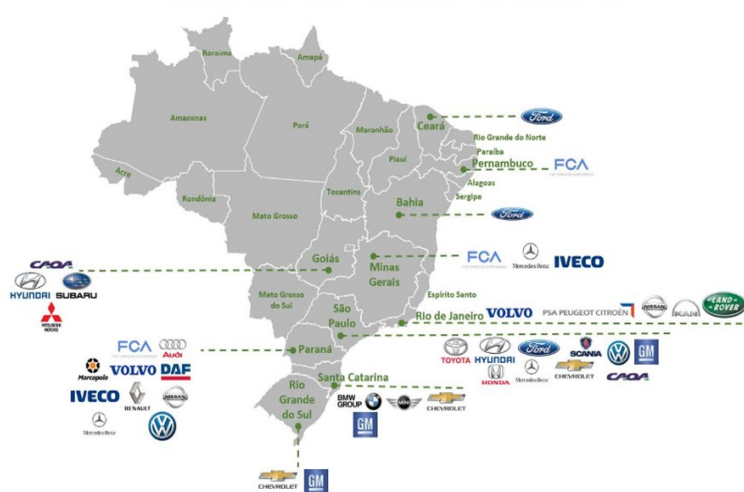 Roraima
Amapá
Amazonas
Pará
Maranhão
Ceará
Ford
Rio Grande do Norte
Paraíba
Piauí
Pernambuco
FCA
Alagoas
Acre
Rondônia
Tocantins
Sergipe
Bahia
Ford
Mato Grosso
CAOA
Goiás
Minas
Gerais
FCA
Mercedes-Benz
IVECO
HYUNDAI
SUBARU
MITSUBISHI
MOTORS
Mato Grosso
do Sul
Espírito Santo
São
Paulo
Rio de Janeiro
VOLVO
PSA PEUGEOT CITROËN
NISSAN
MAN
LAND
ROVER
FCA
Audi
Paraná
TOYOTA
HYUNDAI
Ford
SCANIA
GM
HONDA
Mercedes-Benz
CHEVROLET
CAOA
Marcopolo
VOLVO
DAF
Santa Catarina
IVECO
RENAULT
NISSAN
Rio
Grande
do Sul
BMW
GROUP
MINI
CHEVROLET
GM
Mercedes-Benz
CHEVROLET
GM